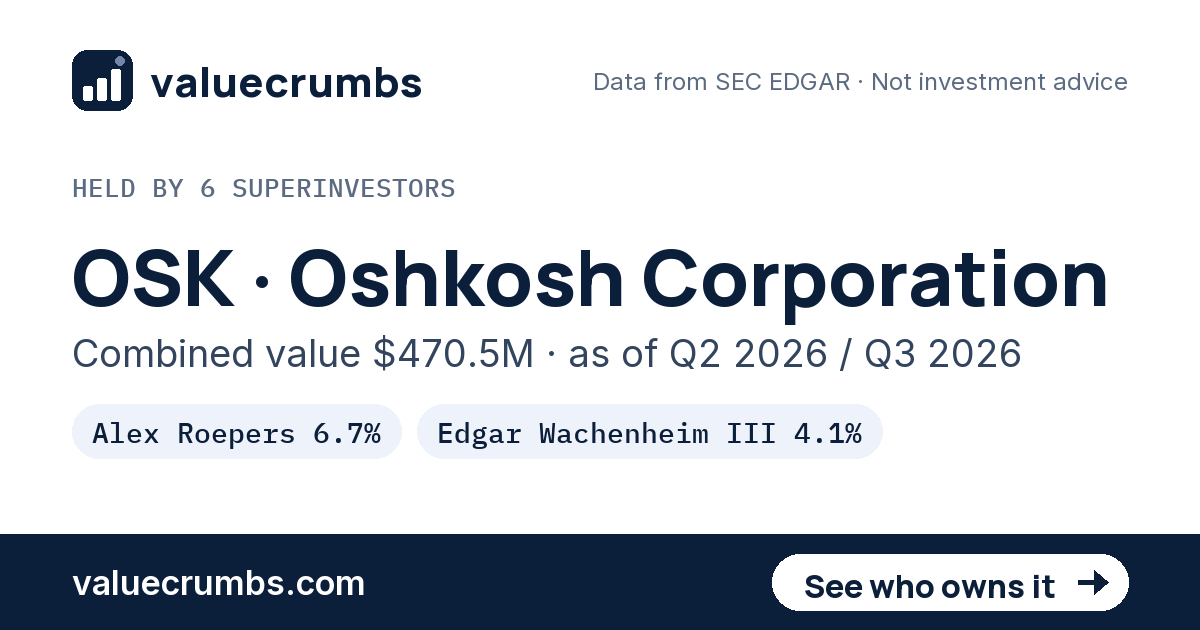 valuecrumbs
Data from SEC EDGAR · Not investment advice
HELD BY 6 SUPERINVESTORS
OSK · Oshkosh Corporation
Combined value $470.5M · as of Q2 2026 / Q3 2026
Alex Roepers 6.7%
Edgar Wachenheim III 4.1%
valuecrumbs.com
See who owns it →